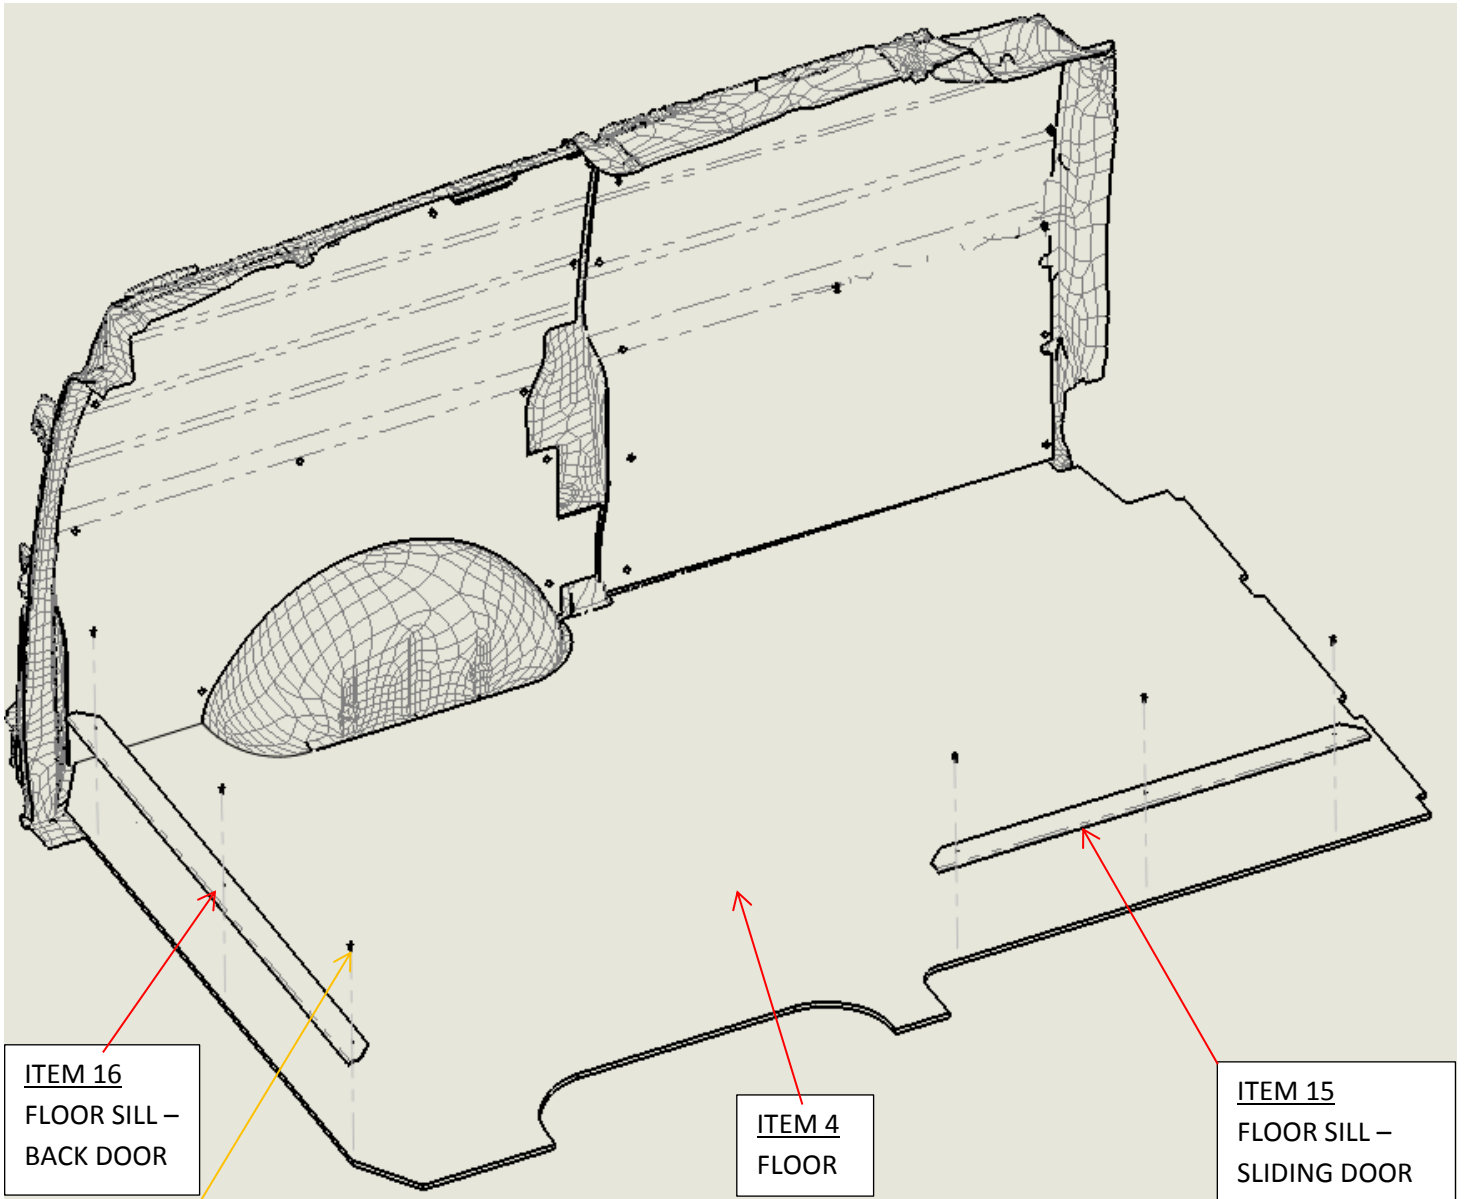 ITEM 16
FLOOR SILL –
BACK DOOR
ITEM 4
FLOOR
ITEM 15
FLOOR SILL –
SLIDING DOOR